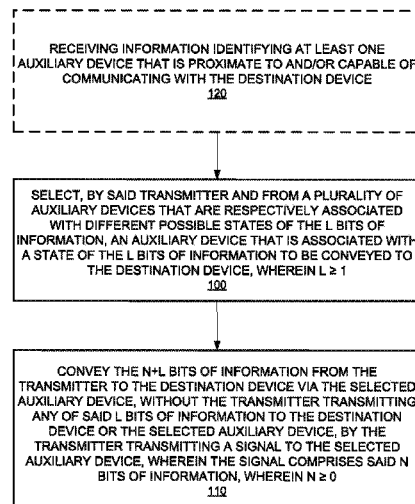 RECEIVING INFORMATION IDENTIFYING AT LEAST ONE
AUXILIARY DEVICE THAT IS PROXIMATE TO AND/OR CAPABLE OF
COMMUNICATING WITH THE DESTINATION DEVICE
120
SELECT, BY SAID TRANSMITTER AND FROM A PLURALITY OF
AUXILIARY DEVICES THAT ARE RESPECTIVELY ASSOCIATED
WITH DIFFERENT POSSIBLE STATES OF THE L BITS OF
INFORMATION, AN AUXILIARY DEVICE THAT IS ASSOCIATED WITH
A STATE OF THE L BITS OF INFORMATION TO BE CONVEYED TO
THE DESTINATION DEVICE, WHEREIN L ≥ 1
100
CONVEY THE N+L BITS OF INFORMATION FROM THE
TRANSMITTER TO THE DESTINATION DEVICE VIA THE SELECTED
AUXILIARY DEVICE, WITHOUT THE TRANSMITTER TRANSMITTING
ANY OF SAID L BITS OF INFORMATION TO THE DESTINATION
DEVICE OR THE SELECTED AUXILIARY DEVICE, BY THE
TRANSMITTER TRANSMITTING A SIGNAL TO THE SELECTED
AUXILIARY DEVICE, WHEREIN THE SIGNAL COMPRISES SAID N
BITS OF INFORMATION, WHEREIN N ≥ 0
110